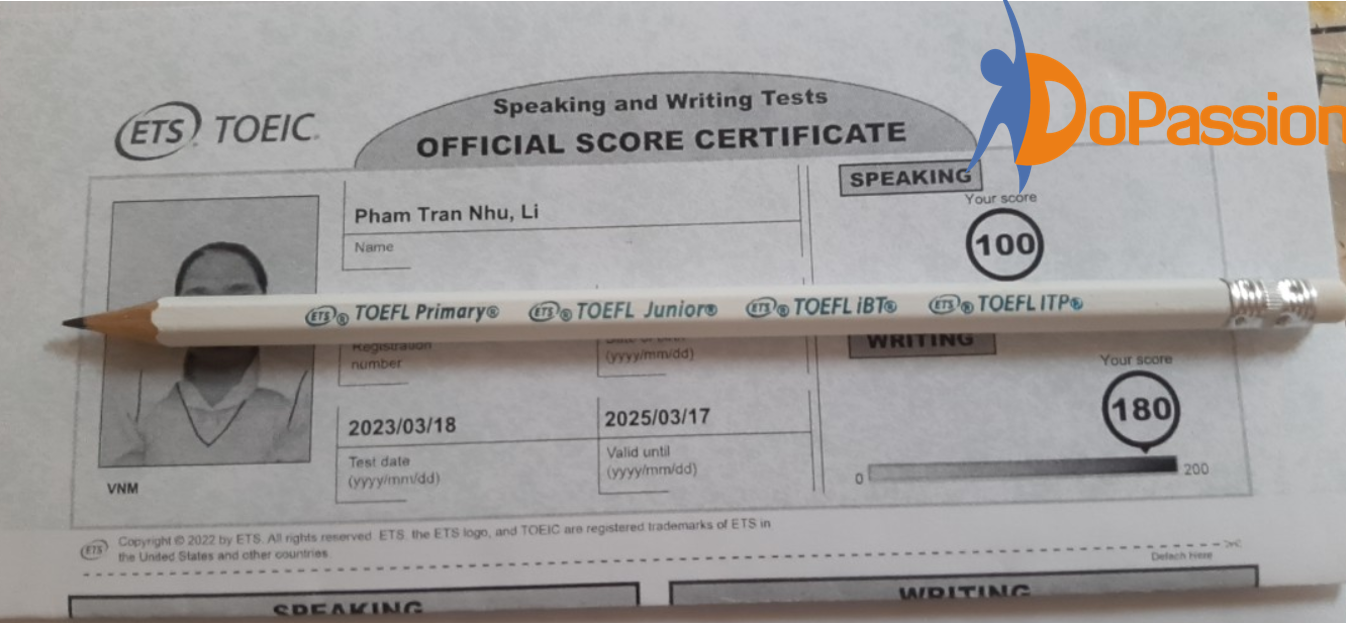 DoPassion
ETS TOEIC®
Speaking and Writing Tests
OFFICIAL SCORE CERTIFICATE
Pham Tran Nhu, Li
Name
SPEAKING
Your score
100
ETS® TOEFL Primary® ETS® TOEFL Junior® ETS® TOEFL iBT® ETS® TOEFL ITP®
Registration
number
(yyyy/mm/dd)
WRITING
Your score
180
2023/03/18
Test date
(yyyy/mm/dd)
2025/03/17
Valid until
(yyyy/mm/dd)
0
200
VNM
ETS
Copyright © 2022 by ETS. All rights reserved. ETS. the ETS logo, and TOEIC are registered trademarks of ETS in
the United States and other countries.
Detach Here
SPEAKING
WRITING